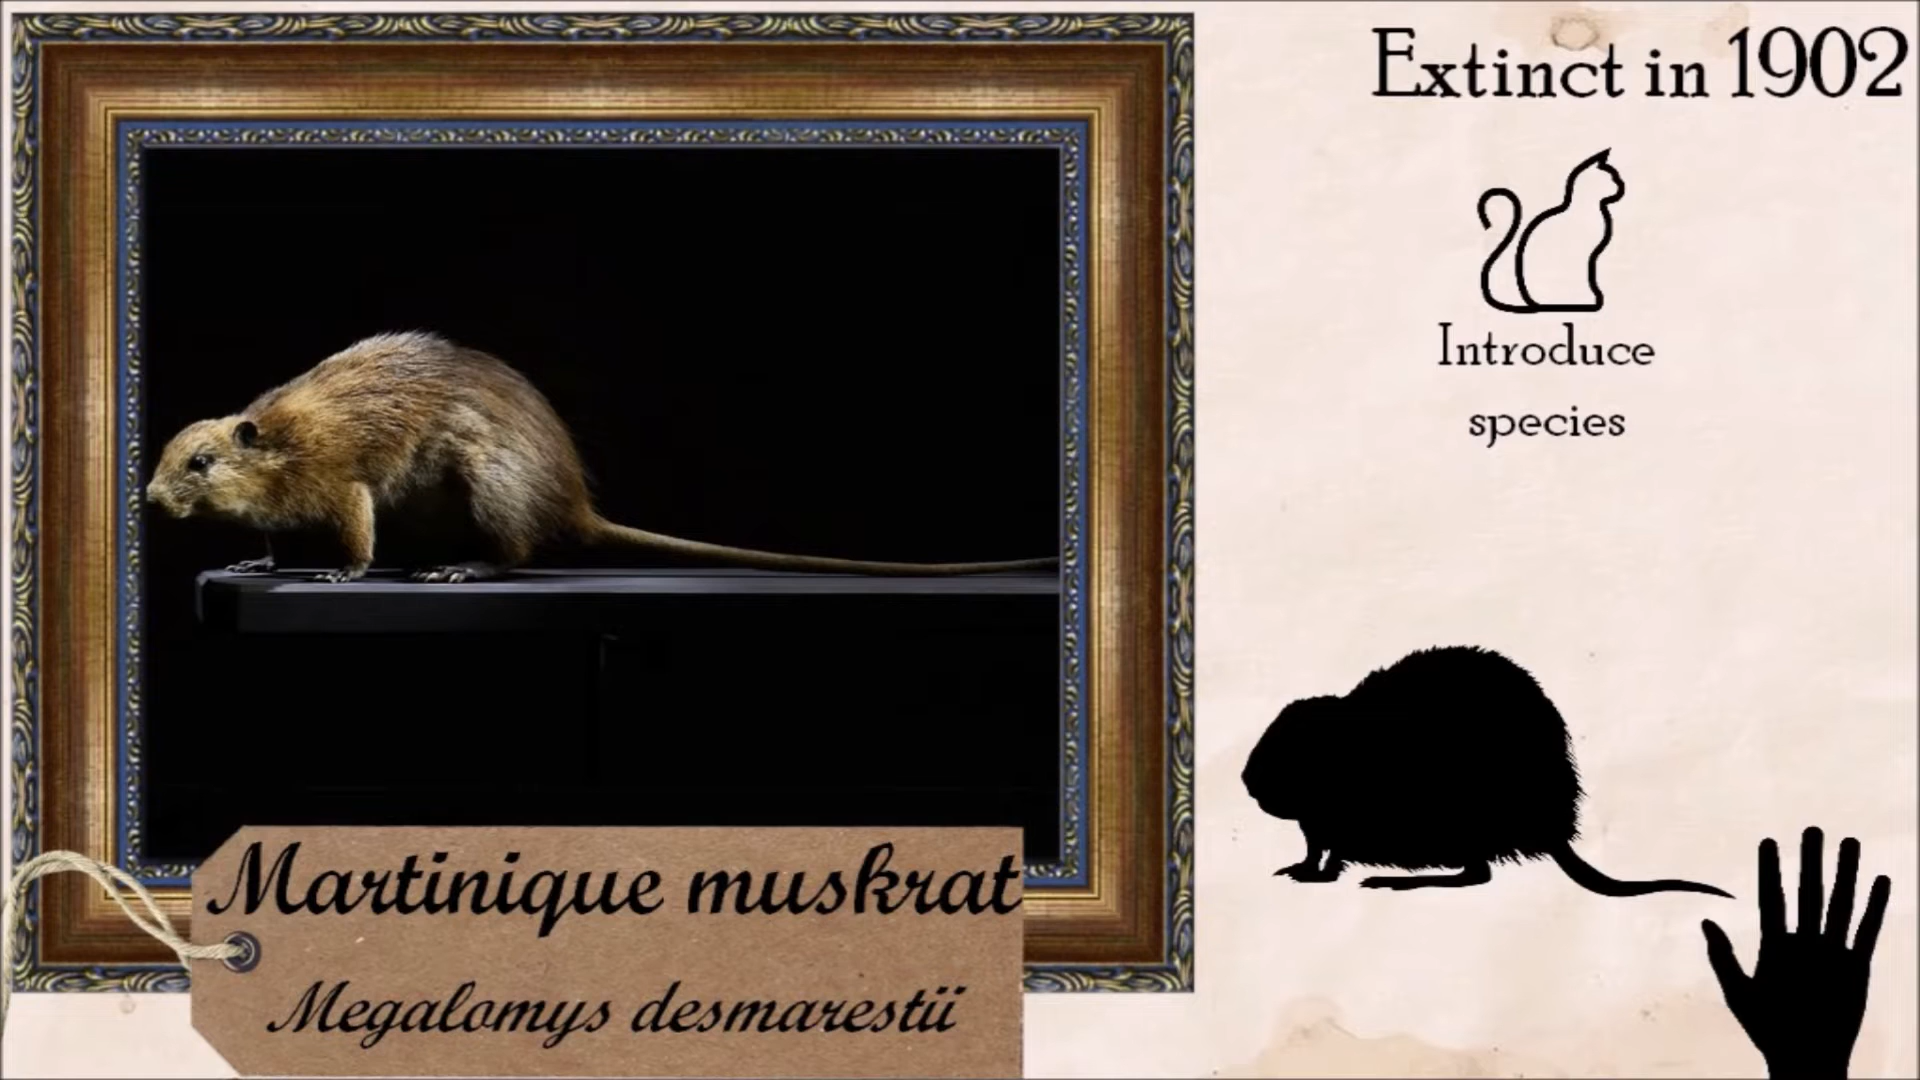 Extinct in 1902
Introduce
species
Martinique muskrat
Megalomys desmarestii